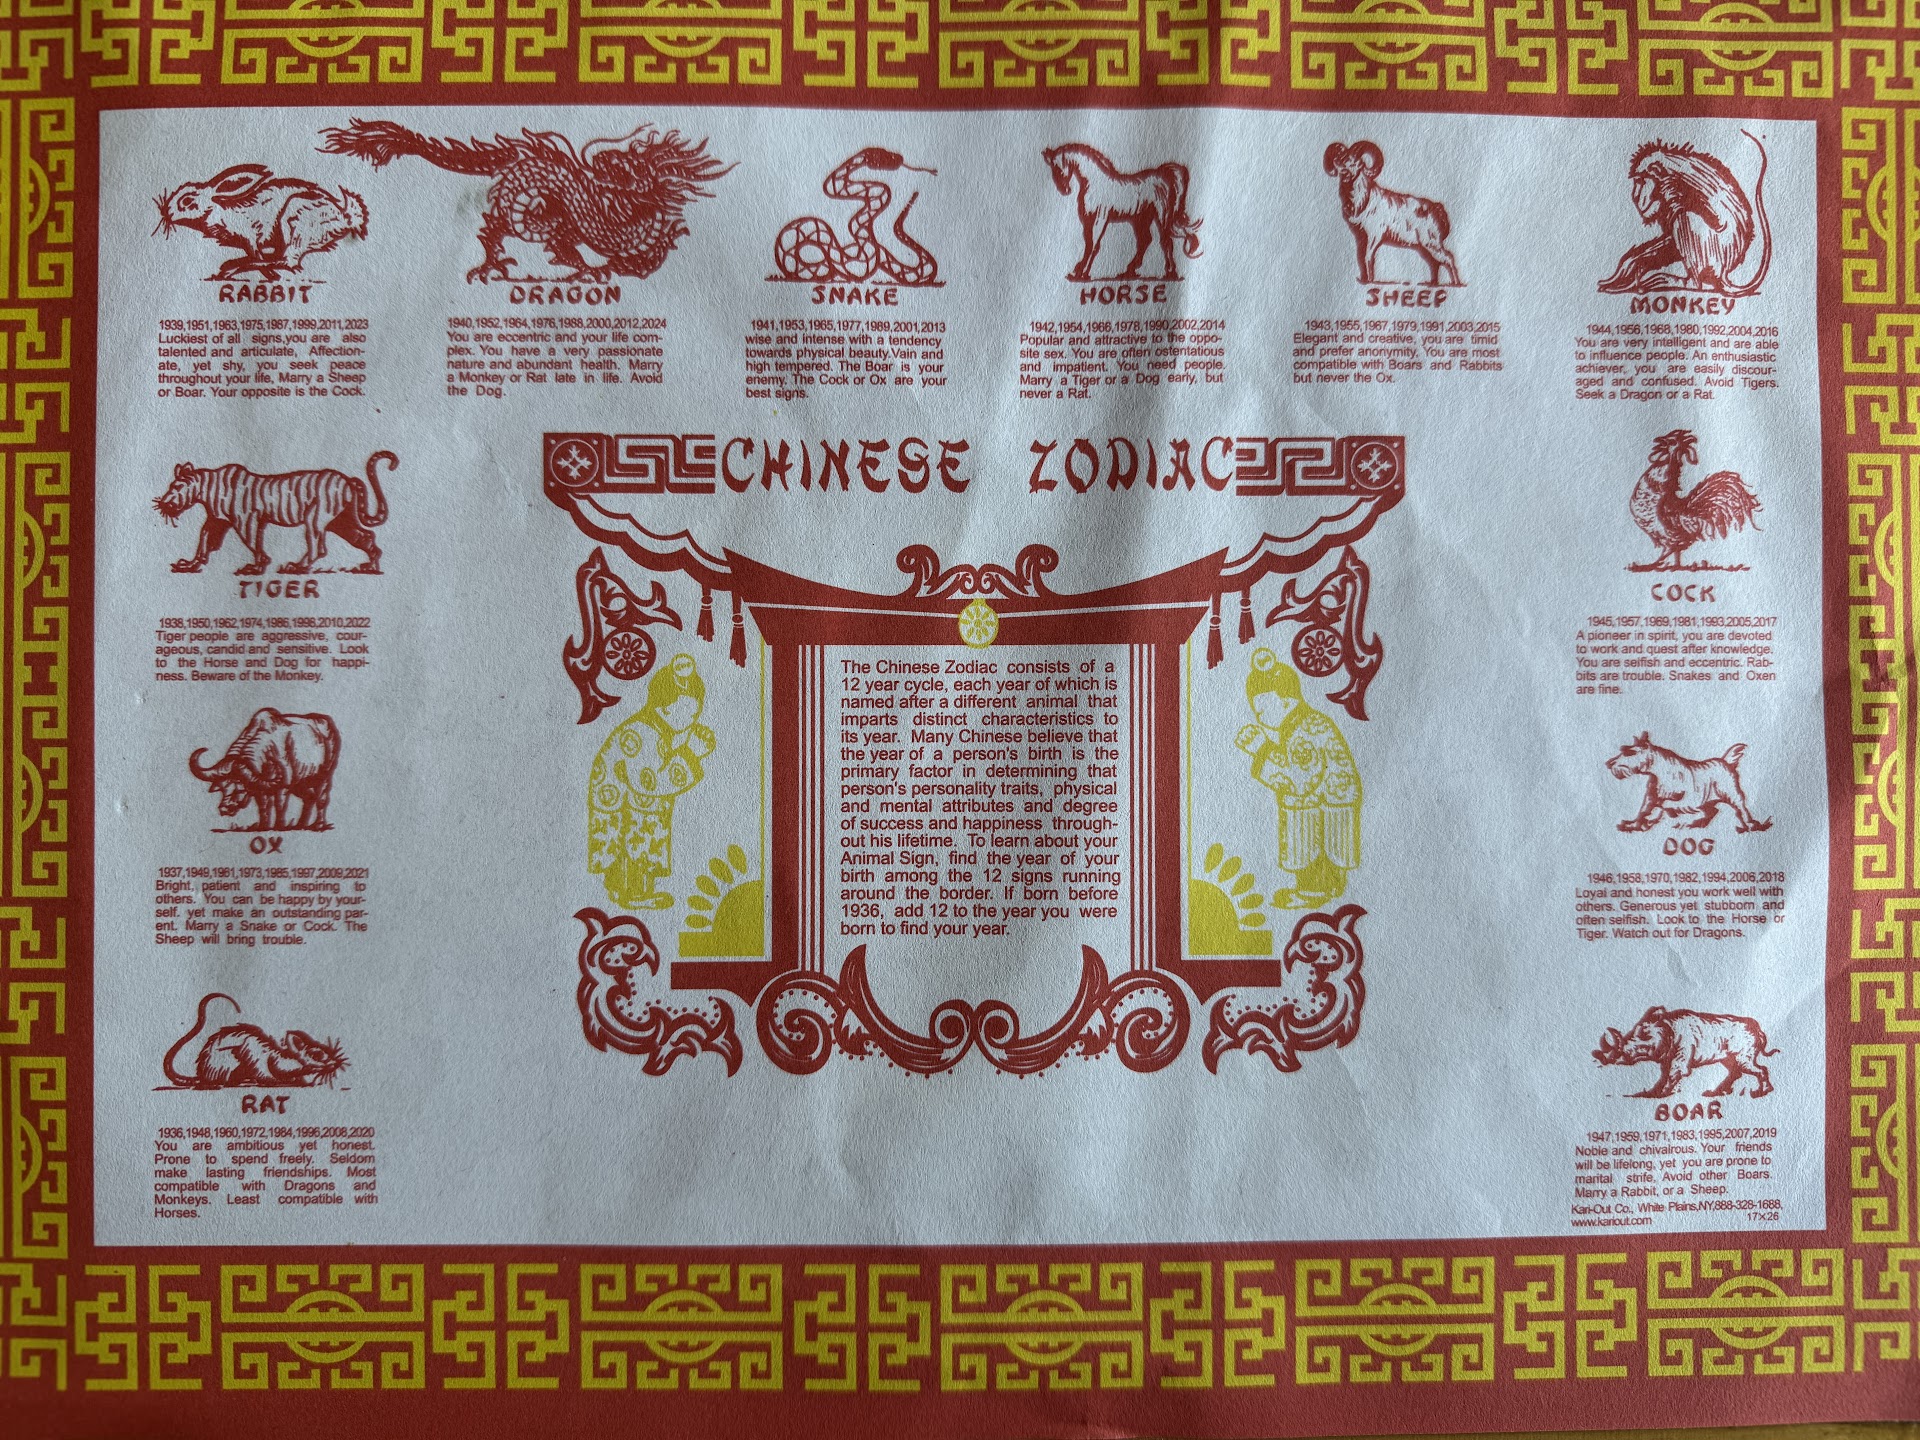 RABBIT
1939,1951,1963,1975,1987,1999,2011,2023
Luckiest of all signs,you are also
talented and articulate, Affection-
ate, yet shy, you seek peace
throughout your life, Marry a Sheep
or Boar. Your opposite is the Cock.
DRAGON
1940,1952,1964,1976,1988,2000,2012,2024
You are eccentric and your life com-
plex. You have a very passionate
nature and abundant health. Marry
a Monkey or Rat late in life. Avoid
the Dog.
SNAKE
1941,1953,1965,1977,1989,2001,2013
wise and intense with a tendency
towards physical beauty.Vain and
high tempered. The Boar is your
enemy. The Cock or Ox are your
best signs.
HORSE
1942,1954,1966,1978,1990,2002,2014
Popular and attractive to the oppo-
site sex. You are often ostentatious
and impatient. You need people.
Marry a Tiger or a Dog early, but
never a Rat.
SHEEP
1943,1955,1967,1979,1991,2003,2015
Elegant and creative, you are timid
and prefer anonymity. You are most
compatible with Boars and Rabbits
but never the Ox.
MONKEY
1944,1956,1968,1980,1992,2004,2016
You are very intelligent and are able
to influence people. An enthusiastic
achiever, you are easily discour-
aged and confused. Avoid Tigers.
Seek a Dragon or a Rat.
TIGER
1938,1950,1962,1974,1986,1998,2010,2022
Tiger people are aggressive, cour-
ageous, candid and sensitive. Look
to the Horse and Dog for happi-
ness. Beware of the Monkey.
OX
1937,1949,1961,1973,1985,1997,2009,2021
Bright, patient and inspiring to
others. You can be happy by your-
self. yet make an outstanding par-
ent. Marry a Snake or Cock. The
Sheep will bring trouble.
RAT
1936,1948,1960,1972,1984,1996,2008,2020
You are ambitious yet honest.
Prone to spend freely. Seldom
make lasting friendships. Most
compatible with Dragons and
Monkeys. Least compatible with
Horses.
CHINESE ZODIAC
The Chinese Zodiac consists of a
12 year cycle, each year of which is
named after a different animal that
imparts distinct characteristics to
its year. Many Chinese believe that
the year of a person's birth is the
primary factor in determining that
person's personality traits, physical
and mental attributes and degree
of success and happiness through-
out his lifetime. To learn about your
Animal Sign, find the year of your
birth among the 12 signs running
around the border. If born before
1936, add 12 to the year you were
born to find your year.
COCK
1945,1957,1969,1981,1993,2005,2017
A pioneer in spirit, you are devoted
to work and quest after knowledge.
You are selfish and eccentric. Rab-
bits are trouble. Snakes and Oxen
are fine.
DOG
1946,1958,1970,1982,1994,2006,2018
Loyal and honest you work well with
others. Generous yet stubborn and
often selfish. Look to the Horse or
Tiger. Watch out for Dragons.
BOAR
1947,1959,1971,1983,1995,2007,2019
Noble and chivalrous. Your friends
will be lifelong, yet you are prone to
marital strife. Avoid other Boars.
Marry a Rabbit, or a Sheep.
Kari-Out Co., White Plains,NY,888-328-1688,
www.kariout.com 17×26